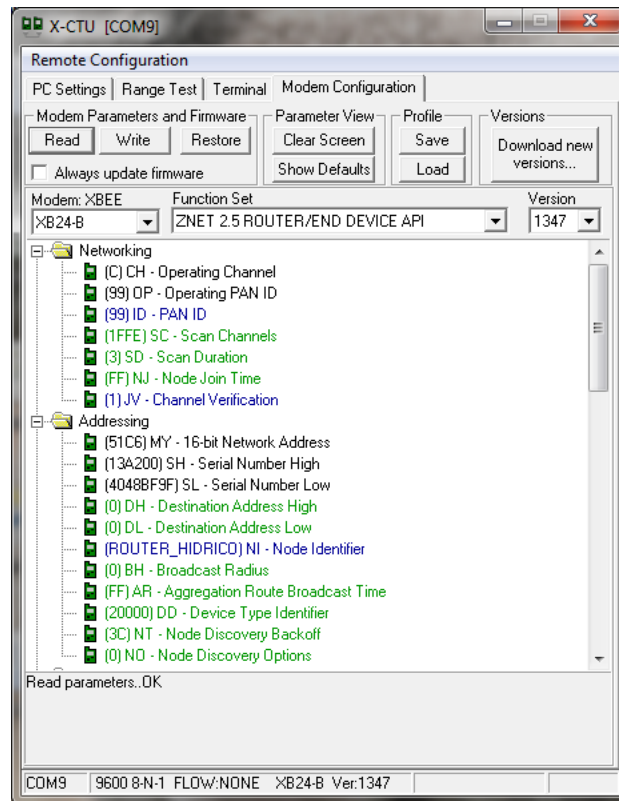 X-CTU [COM9]
Remote Configuration
PC Settings Range Test Terminal Modem Configuration
Modem Parameters and Firmware Parameter View Profile Versions
Read Write Restore Clear Screen Save Download new versions...
Always update firmware Show Defaults Load
Modem: XBEE Function Set Version
XB24-B ZNET 2.5 ROUTER/END DEVICE API 1347
Networking
(C) CH - Operating Channel
(99) OP - Operating PAN ID
(99) ID - PAN ID
(1FFE) SC - Scan Channels
(3) SD - Scan Duration
(FF) NJ - Node Join Time
(1) JV - Channel Verification
Addressing
(51C6) MY - 16-bit Network Address
(13A200) SH - Serial Number High
(4048BF9F) SL - Serial Number Low
(0) DH - Destination Address High
(0) DL - Destination Address Low
(ROUTER_HIDRICO) NI - Node Identifier
(0) BH - Broadcast Radius
(FF) AR - Aggregation Route Broadcast Time
(20000) DD - Device Type Identifier
(3C) NT - Node Discovery Backoff
(0) NO - Node Discovery Options
Read parameters..OK
COM9 9600 8-N-1 FLOW:NONE XB24-B Ver:1347